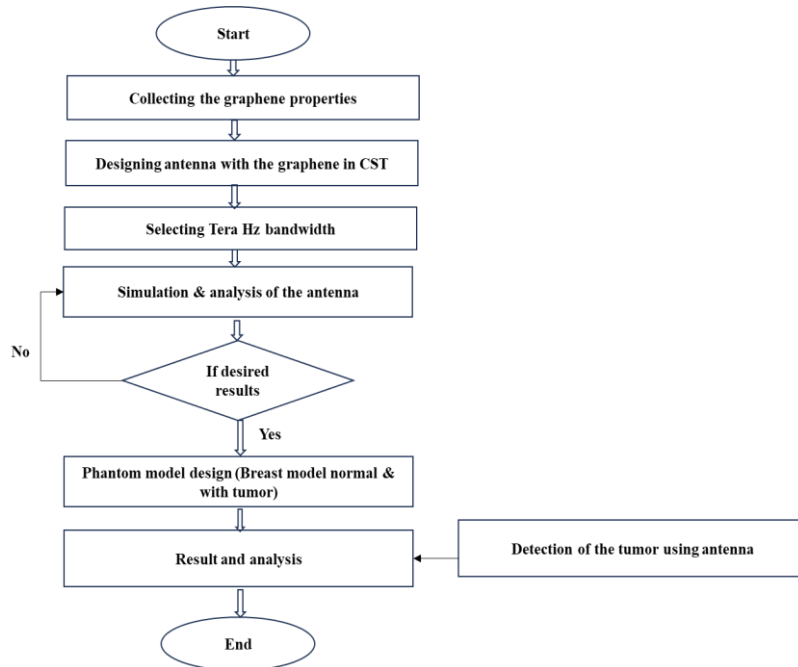 Start
Collecting the graphene properties
Designing antenna with the graphene in CST
Selecting Tera Hz bandwidth
Simulation & analysis of the antenna
No
If desired
results
Yes
Phantom model design (Breast model normal &
with tumor)
Result and analysis
Detection of the tumor using antenna
End